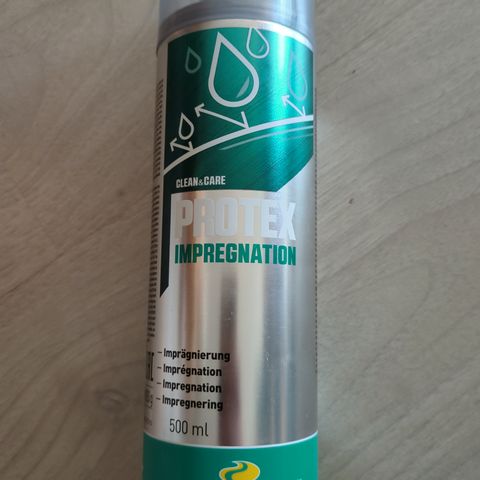 CLEAN&CARE
PROTEX
IMPREGNATION
– Imprägnierung
– Imprégnation
– Impregnation
– Impregnering
500 ml